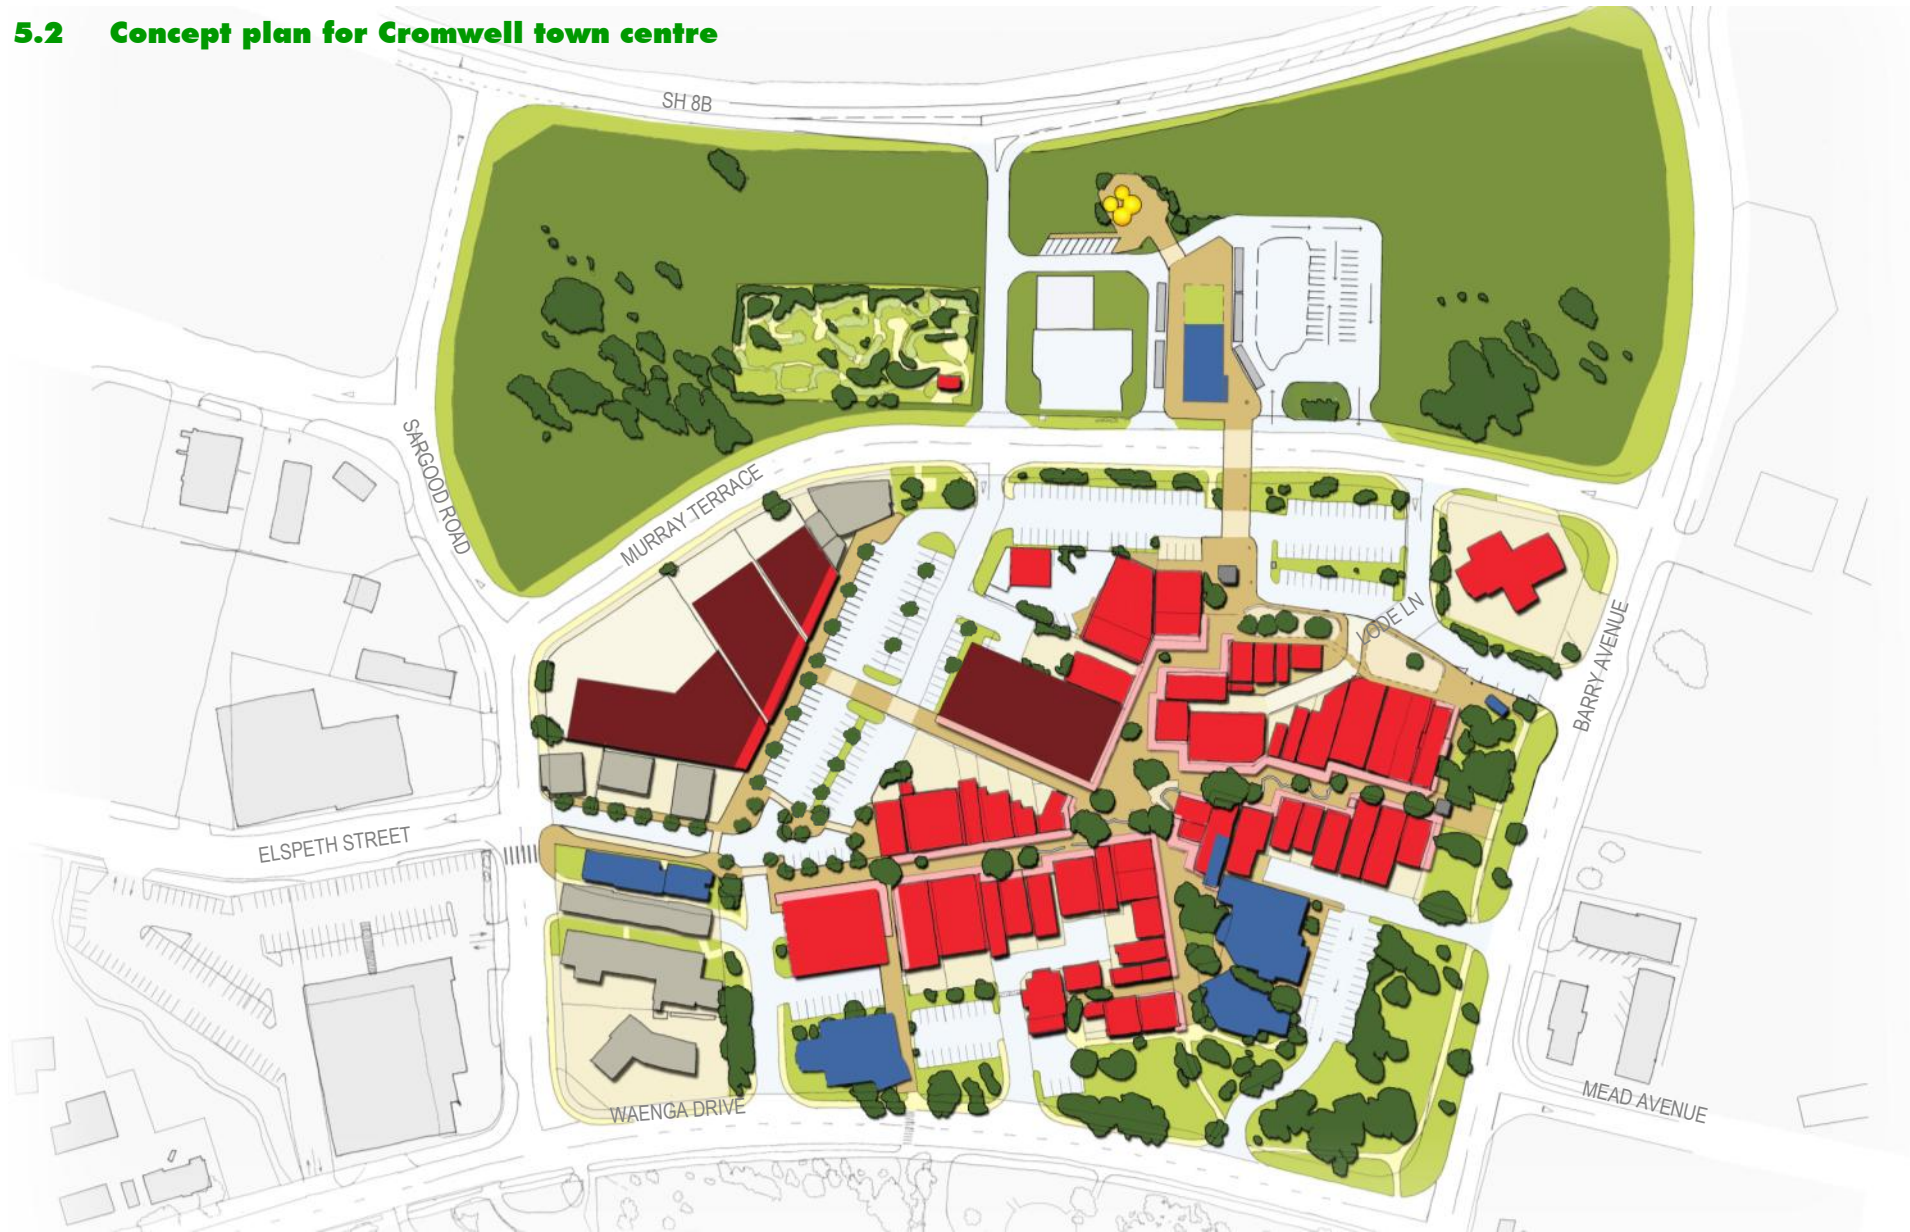 5.2 Concept plan for Cromwell town centre
SH 8B
SARGOOD ROAD
MURRAY TERRACE
LODE LN
BARRY AVENUE
ELSPETH STREET
WAENGA DRIVE
MEAD AVENUE